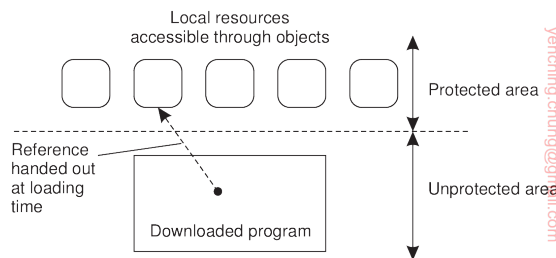 Local resources
accessible through objects
Protected area
Reference
handed out
at loading
time
Unprotected area
Downloaded program
yenching.chung@gmail.com